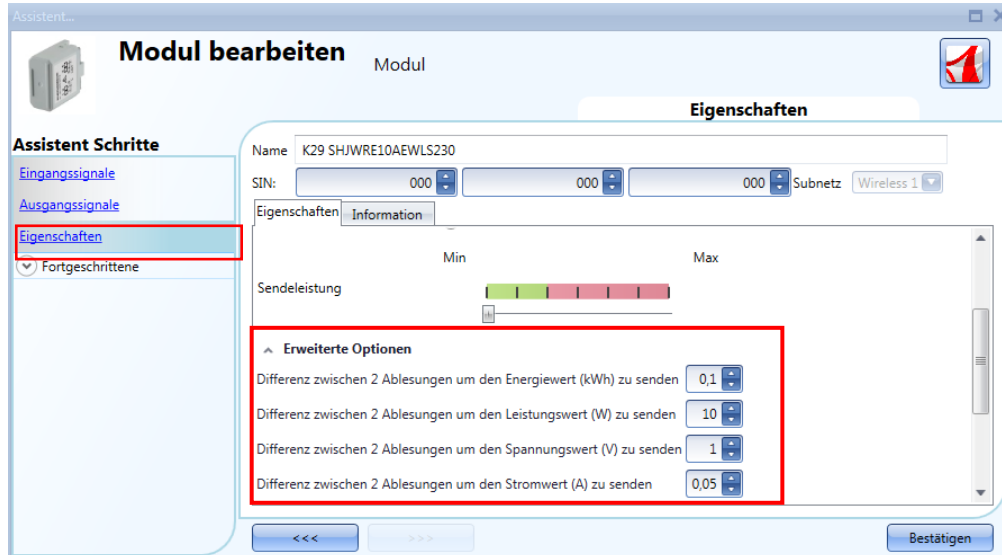 Assistent...
Modul bearbeiten
Modul
Eigenschaften
Assistent Schritte
Eingangssignale
Ausgangssignale
Eigenschaften
Fortgeschrittene
Name K29 SHJWRE10AEWLS230
SIN: 000 000 000 Subnetz Wireless 1
Eigenschaften Information
Min Max
Sendeleistung
Erweiterte Optionen
Differenz zwischen 2 Ablesungen um den Energiewert (kWh) zu senden 0,1
Differenz zwischen 2 Ablesungen um den Leistungswert (W) zu senden 10
Differenz zwischen 2 Ablesungen um den Spannungswert (V) zu senden 1
Differenz zwischen 2 Ablesungen um den Stromwert (A) zu senden 0,05
<<< >>> Bestätigen